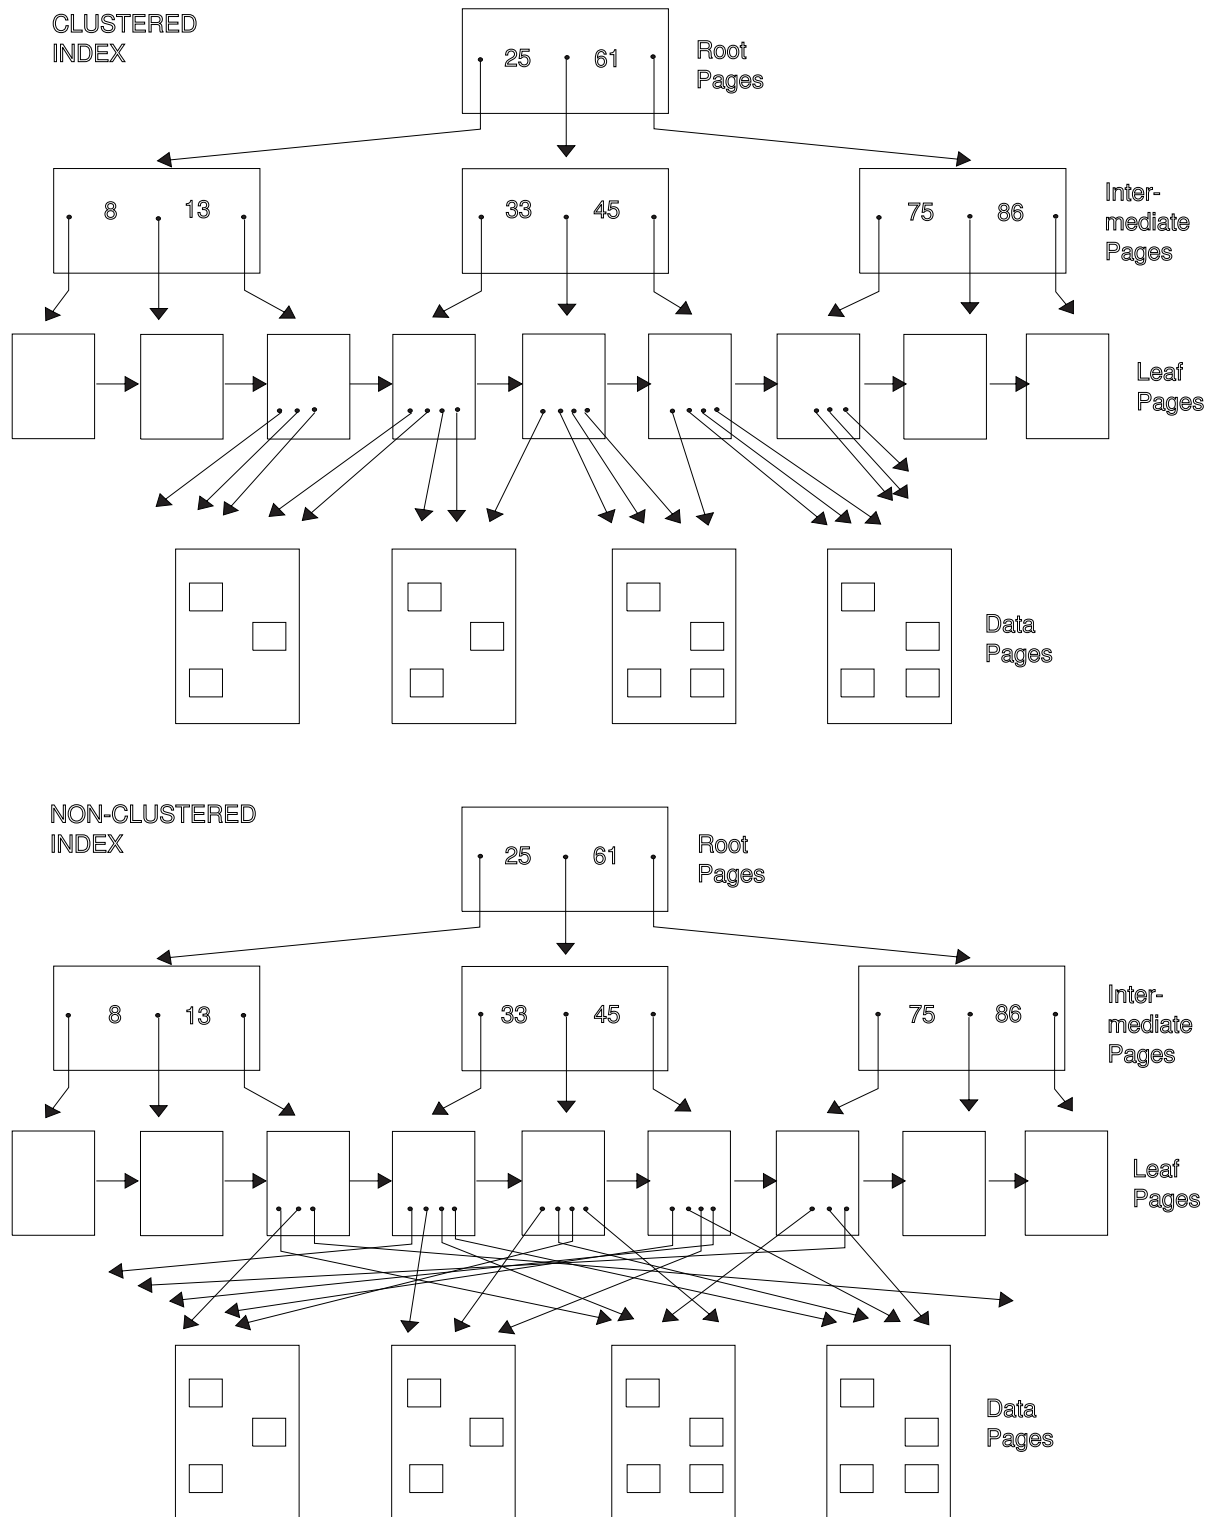 CLUSTERED
INDEX
25 61
Root
Pages
8 13
33 45
75 86
Inter-
mediate
Pages
Leaf
Pages
Data
Pages
NON-CLUSTERED
INDEX
25 61
Root
Pages
8 13
33 45
75 86
Inter-
mediate
Pages
Leaf
Pages
Data
Pages